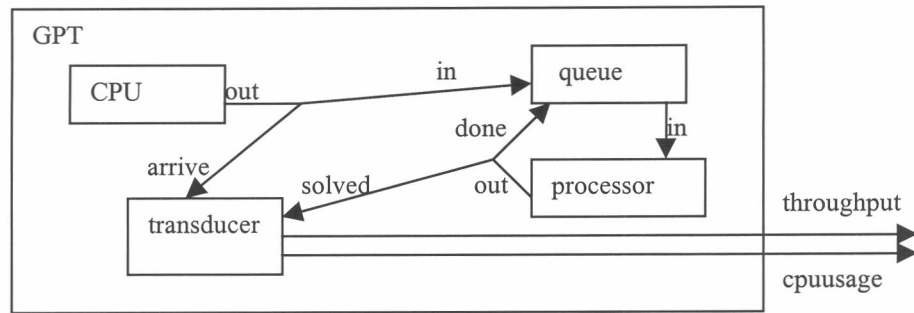 GPT
CPU
out
in
queue
done
in
arrive
solved
out
processor
transducer
throughput
cpuusage